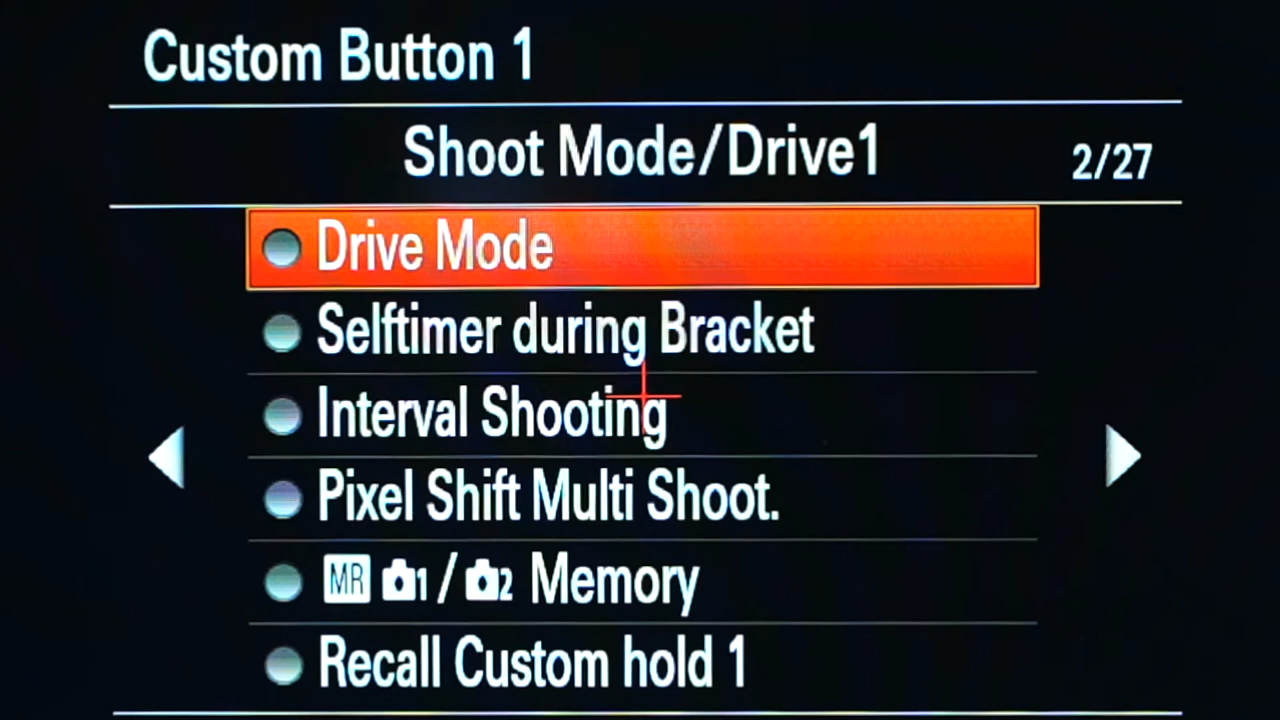 Custom Button 1
Shoot Mode/Drive1 2/27
Drive Mode
Selftimer during Bracket
Interval Shooting
Pixel Shift Multi Shoot.
MR 1 / 2 Memory
Recall Custom hold 1